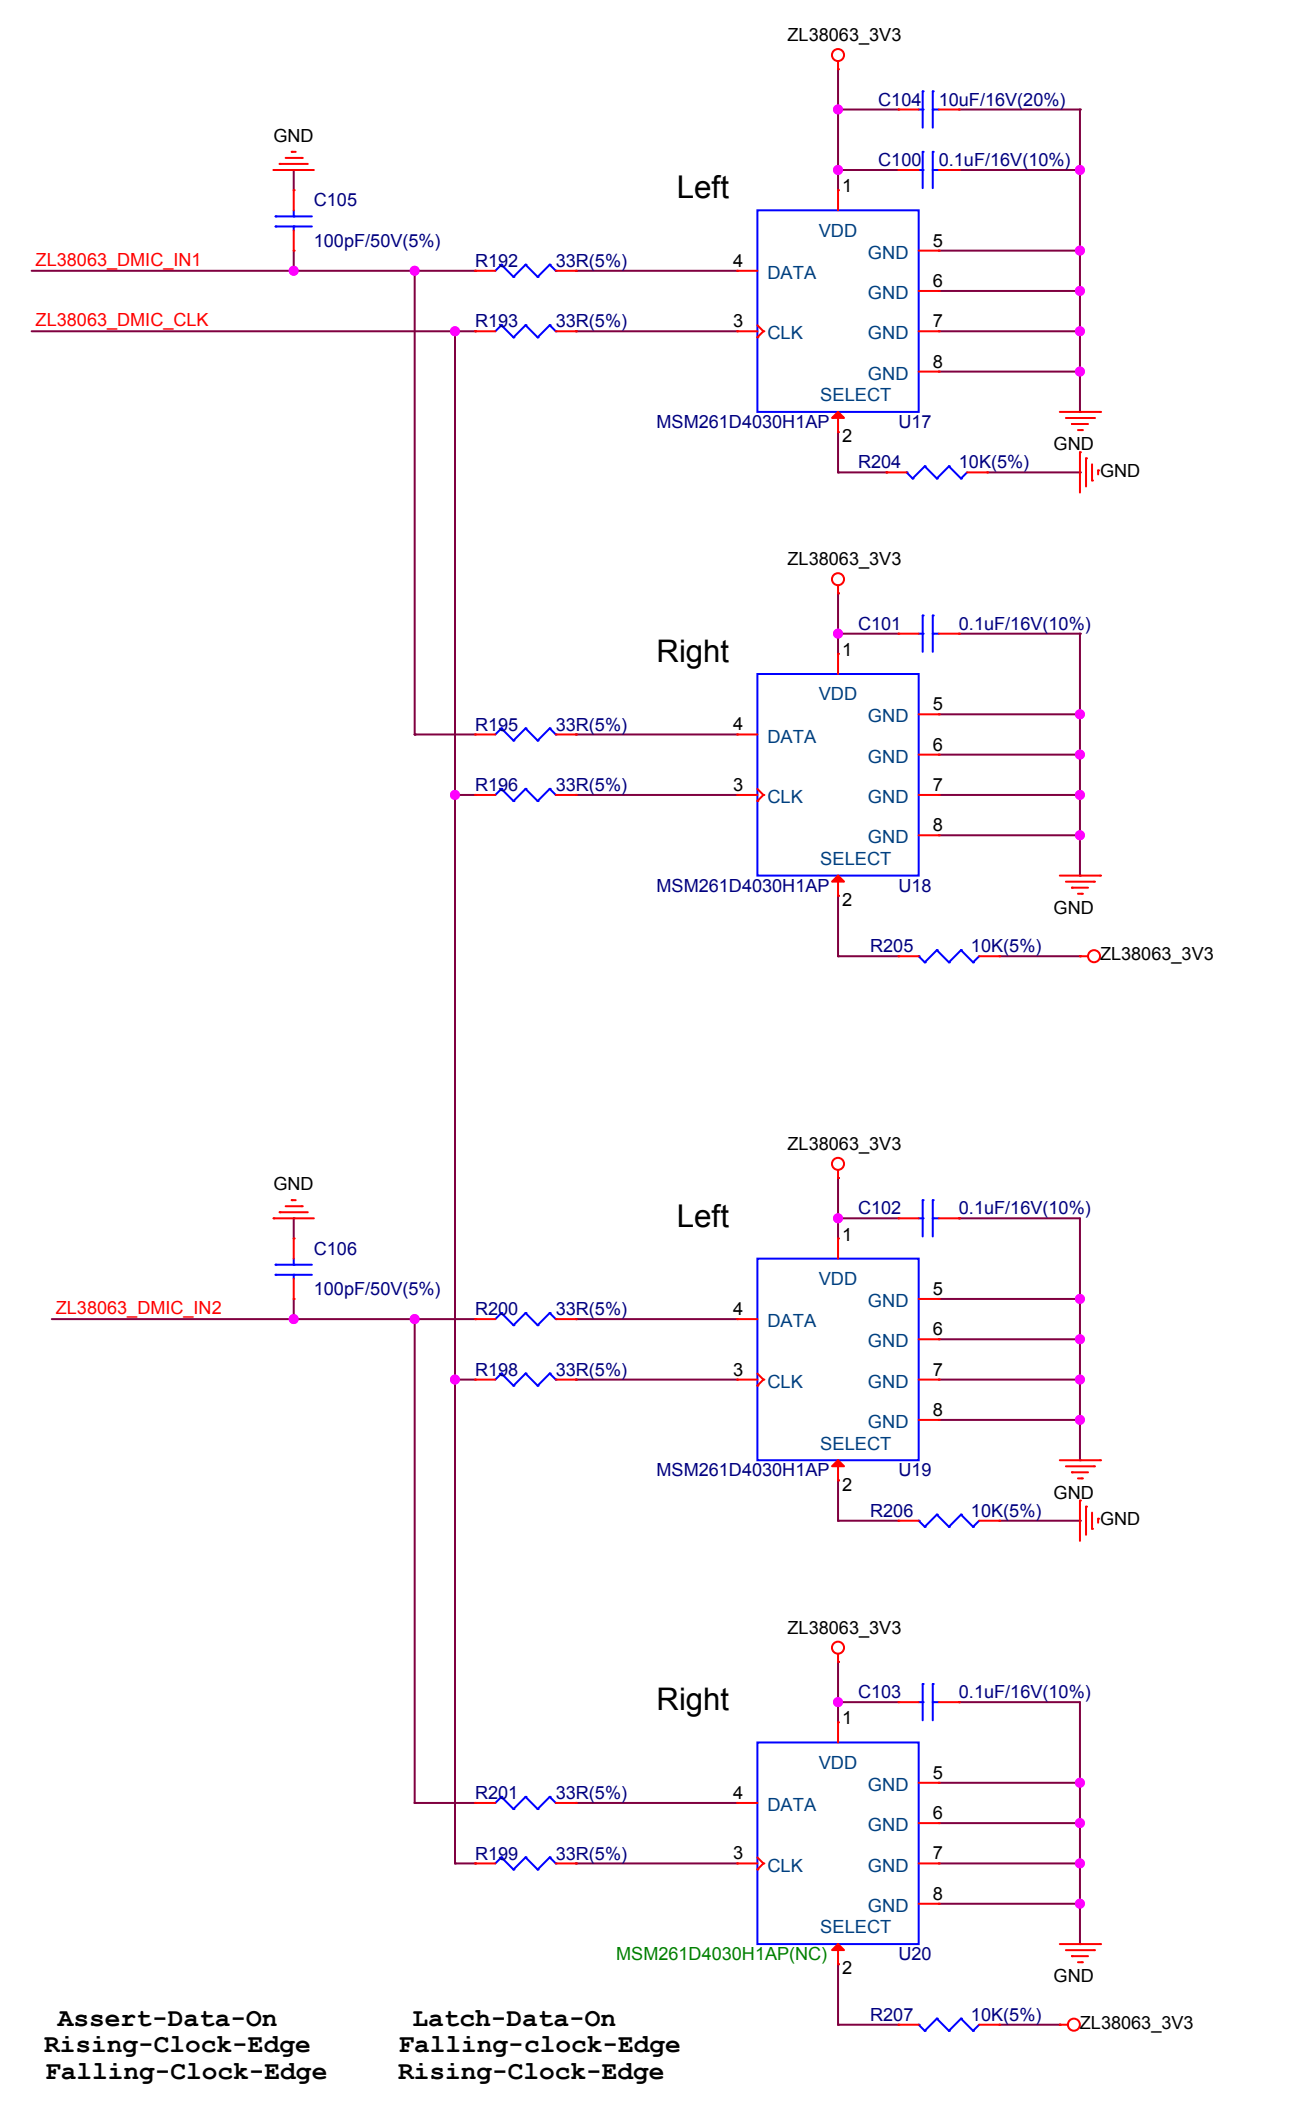 ZL38063_3V3
C104 10uF/16V(20%)
GND
C100 0.1uF/16V(10%)
Left
1
C105
VDD
100pF/50V(5%)
5
GND
ZL38063_DMIC_IN1
R192 33R(5%)
4
DATA
6
GND
ZL38063_DMIC_CLK
R193 33R(5%)
3
CLK
7
GND
8
GND
SELECT
MSM261D4030H1AP
U17
2
GND
R204 10K(5%)
GND
ZL38063_3V3
C101 0.1uF/16V(10%)
Right
1
VDD
5
GND
R195 33R(5%)
4
DATA
6
GND
R196 33R(5%)
3
CLK
7
GND
8
GND
SELECT
MSM261D4030H1AP
U18
2
GND
R205 10K(5%)
ZL38063_3V3
ZL38063_3V3
GND
C102 0.1uF/16V(10%)
Left
1
C106
VDD
100pF/50V(5%)
5
GND
ZL38063_DMIC_IN2
R200 33R(5%)
4
DATA
6
GND
R198 33R(5%)
3
CLK
7
GND
8
GND
SELECT
MSM261D4030H1AP
U19
2
GND
R206 10K(5%)
GND
ZL38063_3V3
C103 0.1uF/16V(10%)
Right
1
VDD
5
GND
R201 33R(5%)
4
DATA
6
GND
R199 33R(5%)
3
CLK
7
GND
8
GND
SELECT
MSM261D4030H1AP(NC)
U20
2
GND
R207 10K(5%)
ZL38063_3V3
Assert-Data-On Latch-Data-On
Rising-Clock-Edge Falling-clock-Edge
Falling-Clock-Edge Rising-Clock-Edge